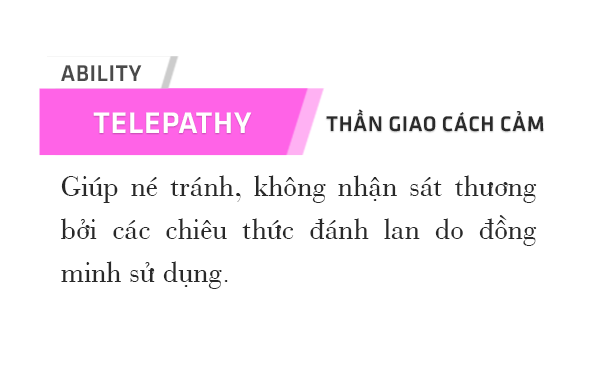 ABILITY
TELEPATHY
THẦN GIAO CÁCH CẢM
Giúp né tránh, không nhận sát thương
bởi các chiêu thức đánh lan do đồng
minh sử dụng.